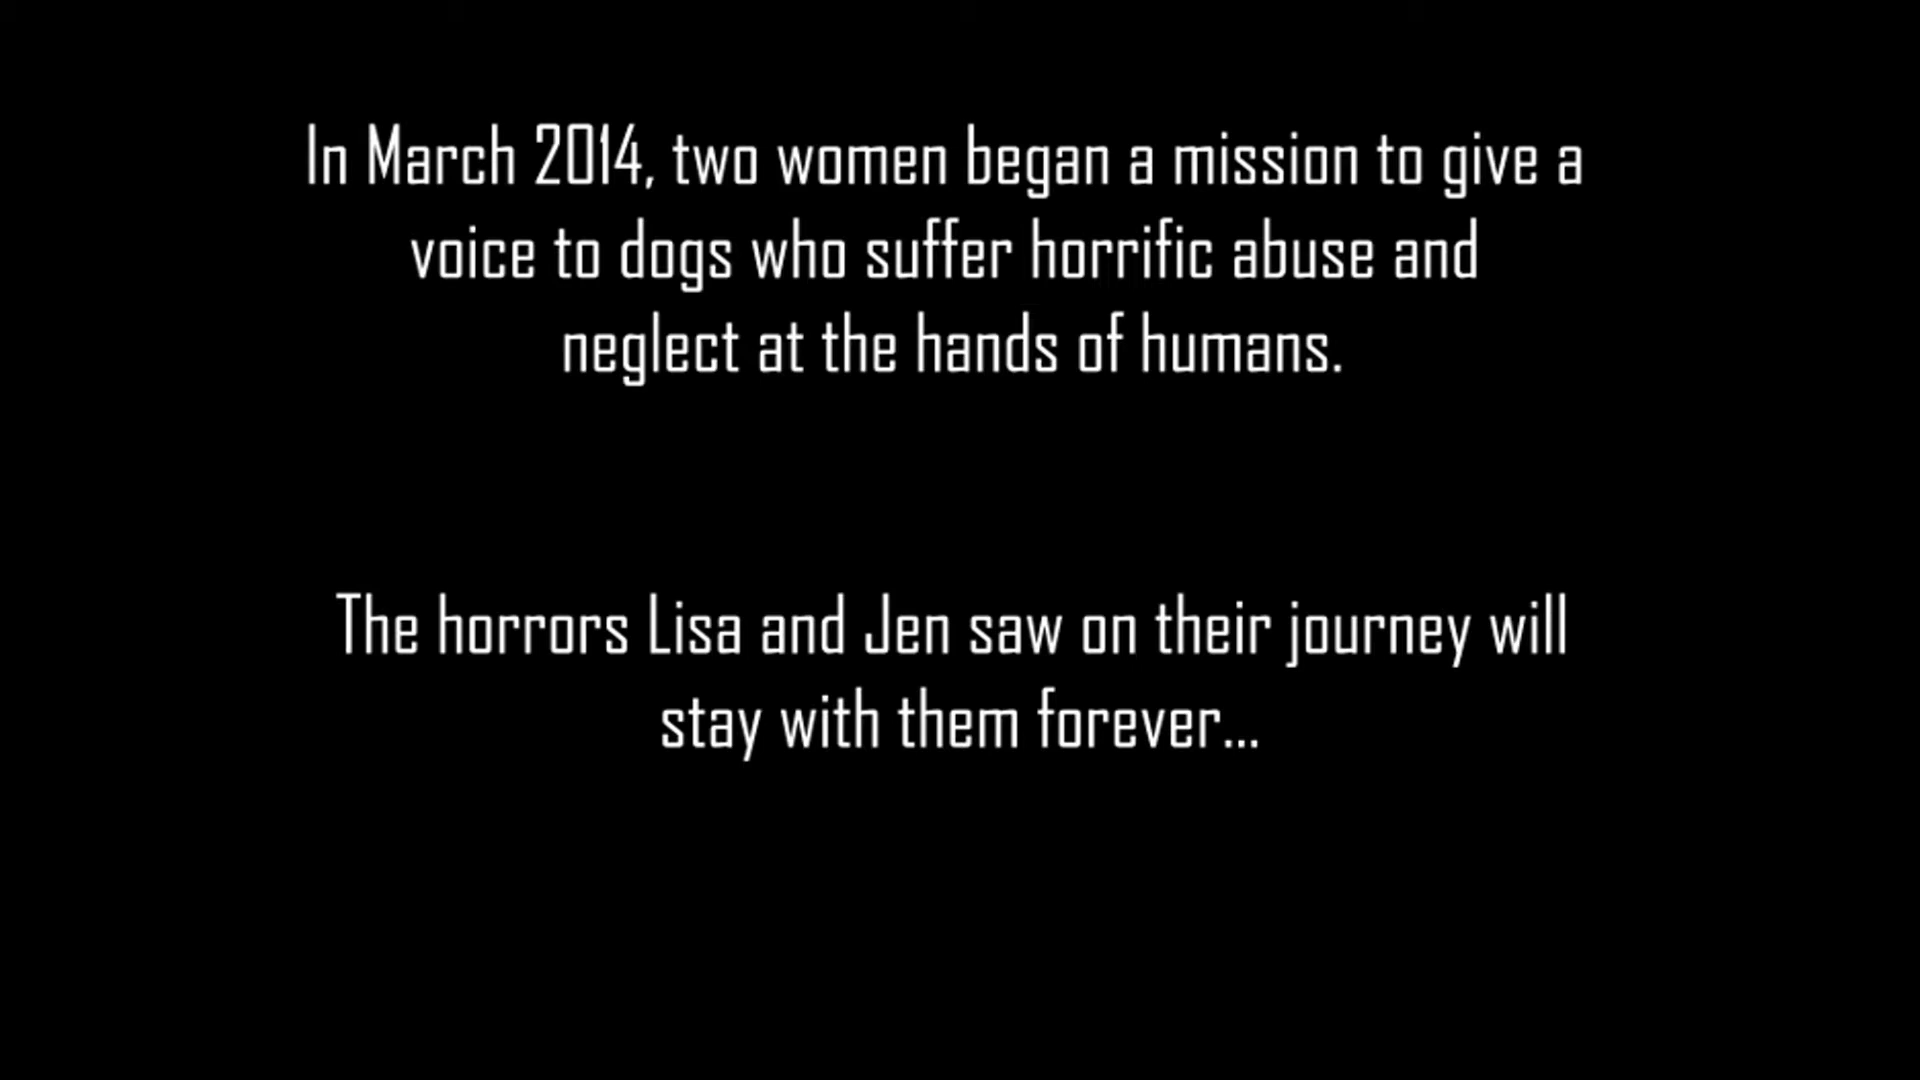 In March 2014, two women began a mission to give a
voice to dogs who suffer horrific abuse and
neglect at the hands of humans.
The horrors Lisa and Jen saw on their journey will
stay with them forever...